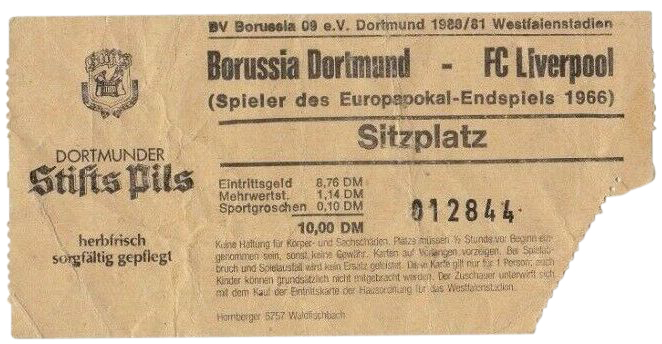 BV Borussia 09 e.V. Dortmund 1980/81 Westfalenstadion
Borussia Dortmund - FC Liverpool
(Spieler des Europapokal-Endspiels 1966)
Sitzplatz
DORTMUNDER
Stifts Pils
herbfrisch
sorgfältig gepflegt
Eintrittsgeld 8,76 DM
Mehrwertst. 1,14 DM
Sportgroschen 0,10 DM
10,00 DM
012844
Keine Haftung für Körper- und Sachschäden. Plätze müssen ½ Stunde vor Beginn ein-
genommen sein, sonst keine Gewähr. Karten auf Verlangen vorzeigen. Bei Spielab-
bruch und Spielausfall wird kein Ersatz geleistet. Diese Karte gilt nur für 1 Person; auch
Kinder können grundsätzlich nicht mitgebracht werden. Der Zuschauer unterwirft sich
mit dem Kauf der Eintrittskarte der Hausordnung für das Westfalenstadion.
Hornberger 6757 Waldfischbach